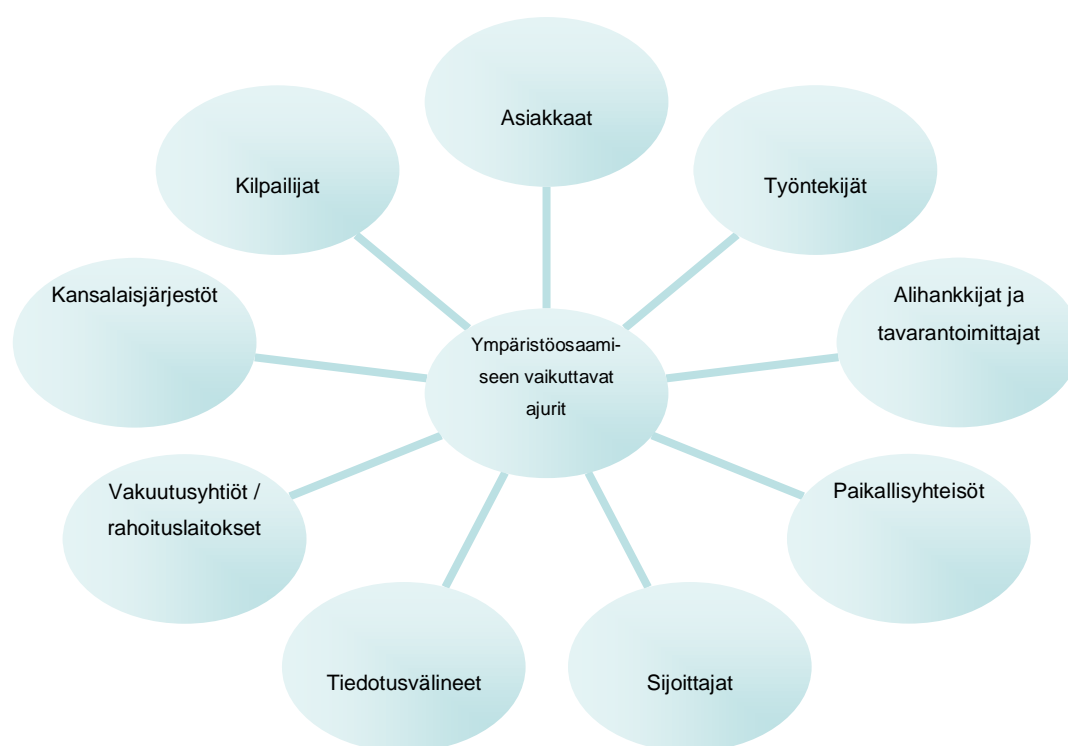 Asiakkaat
Työntekijät
Alihankkijat ja
tavarantoimittajat
Paikallisyhteisöt
Sijoittajat
Tiedotusvälineet
Vakuutusyhtiöt /
rahoituslaitokset
Kansalaisjärjestöt
Kilpailijat
Ympäristöosaami-
seen vaikuttavat
ajurit